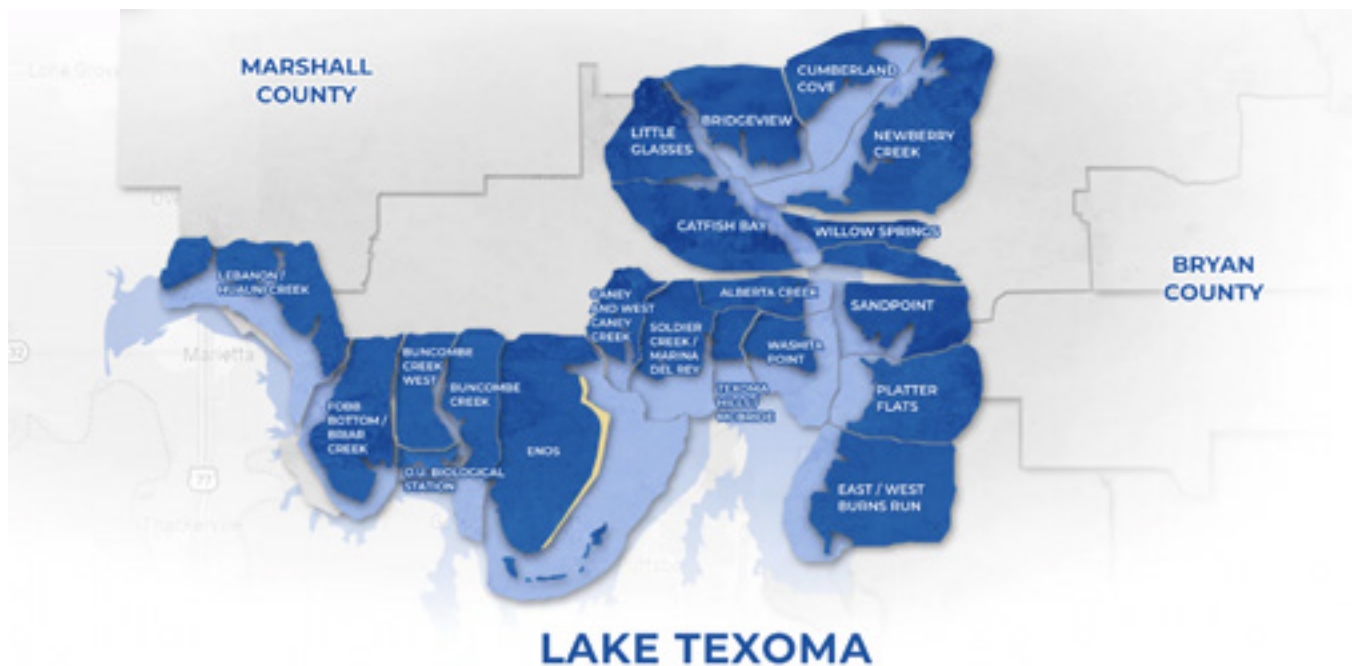 MARSHALL
COUNTY
CUMBERLAND
COVE
BRIDGEVIEW
LITTLE
GLASSES
NEWBERRY
CREEK
CATFISH BAY
WILLOW SPRINGS
BRYAN
COUNTY
LEBANON /
HUAUNI CREEK
CANEY
AND WEST
CANEY
CREEK
ALBERTA CREEK
SANDPOINT
SOLDIER
CREEK /
MARINA
DEL REY
WASHITA
POINT
Marietta
32
BUNCOMBE
CREEK
WEST
BUNCOMBE
CREEK
TEXOMA
HILLS /
MCBRIDE
PLATTER
FLATS
FOBB
BOTTOM /
BRIAR
CREEK
ENOS
O.U. BIOLOGICAL
STATION
77
EAST / WEST
BURNS RUN
Thackerville
LAKE TEXOMA